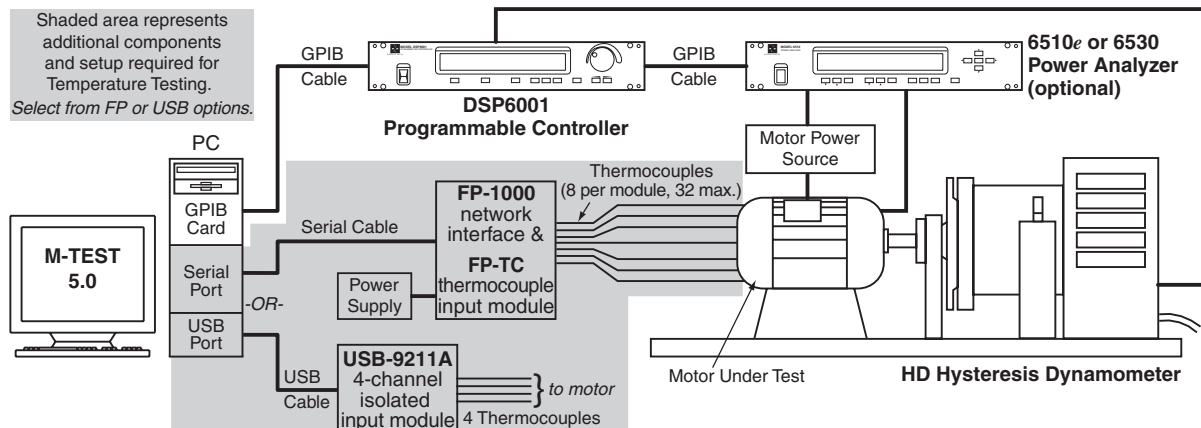 Shaded area represents
additional components
and setup required for
Temperature Testing.
Select from FP or USB options.
GPIB
Cable
DSP6001
Programmable Controller
GPIB
Cable
6510e or 6530
Power Analyzer
(optional)
PC
GPIB
Card
Serial
Port
USB
Port
M-TEST
5.0
Serial Cable
-OR-
FP-1000
network
interface &
FP-TC
thermocouple
input module
Power
Supply
Thermocouples
(8 per module, 32 max.)
Motor Power
Source
USB
Cable
USB-9211A
4-channel
isolated
input module
to motor
4 Thermocouples
Motor Under Test
HD Hysteresis Dynamometer